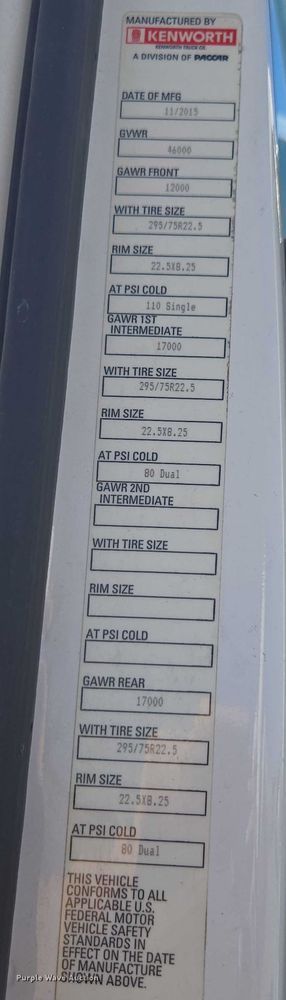 MANUFACTURED BY
KENWORTH
KENWORTH TRUCK CO.
A DIVISION OF PACCAR
DATE OF MFG
11/2015
GVWR
46000
GAWR FRONT
12000
WITH TIRE SIZE
295/75R22.5
RIM SIZE
22.5X8.25
AT PSI COLD
110 Single
GAWR 1ST
INTERMEDIATE
17000
WITH TIRE SIZE
295/75R22.5
RIM SIZE
22.5X8.25
AT PSI COLD
80 Dual
GAWR 2ND
INTERMEDIATE
WITH TIRE SIZE
RIM SIZE
AT PSI COLD
GAWR REAR
17000
WITH TIRE SIZE
295/75R22.5
RIM SIZE
22.5X8.25
AT PSI COLD
80 Dual
THIS VEHICLE
CONFORMS TO ALL
APPLICABLE U.S.
FEDERAL MOTOR
VEHICLE SAFETY
STANDARDS IN
EFFECT ON THE DATE
OF MANUFACTURE
SHOWN ABOVE.
Purple Wave Auction